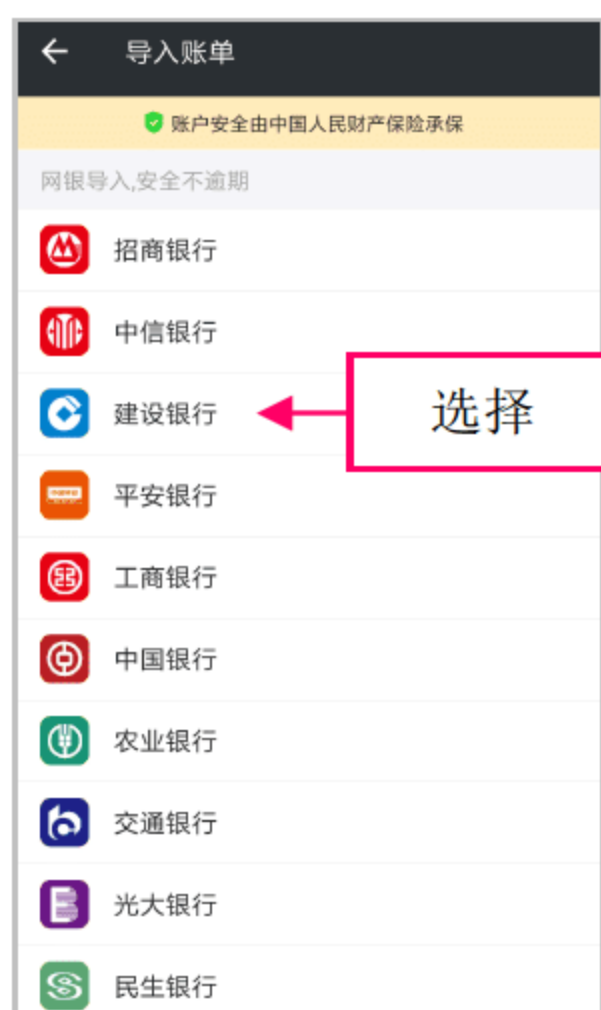 导入账单
账户安全由中国人民财产保险承保
网银导入,安全不逾期
招商银行
中信银行
建设银行
选择
平安银行
工商银行
中国银行
农业银行
交通银行
光大银行
民生银行